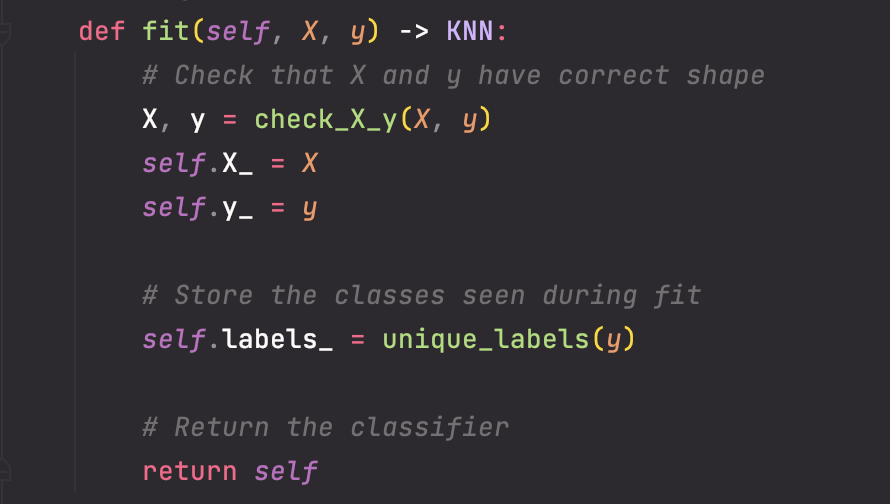 def fit(self, X, y) -> KNN:
# Check that X and y have correct shape
X, y = check_X_y(X, y)
self.X_ = X
self.y_ = y
# Store the classes seen during fit
self.labels_ = unique_labels(y)
# Return the classifier
return self